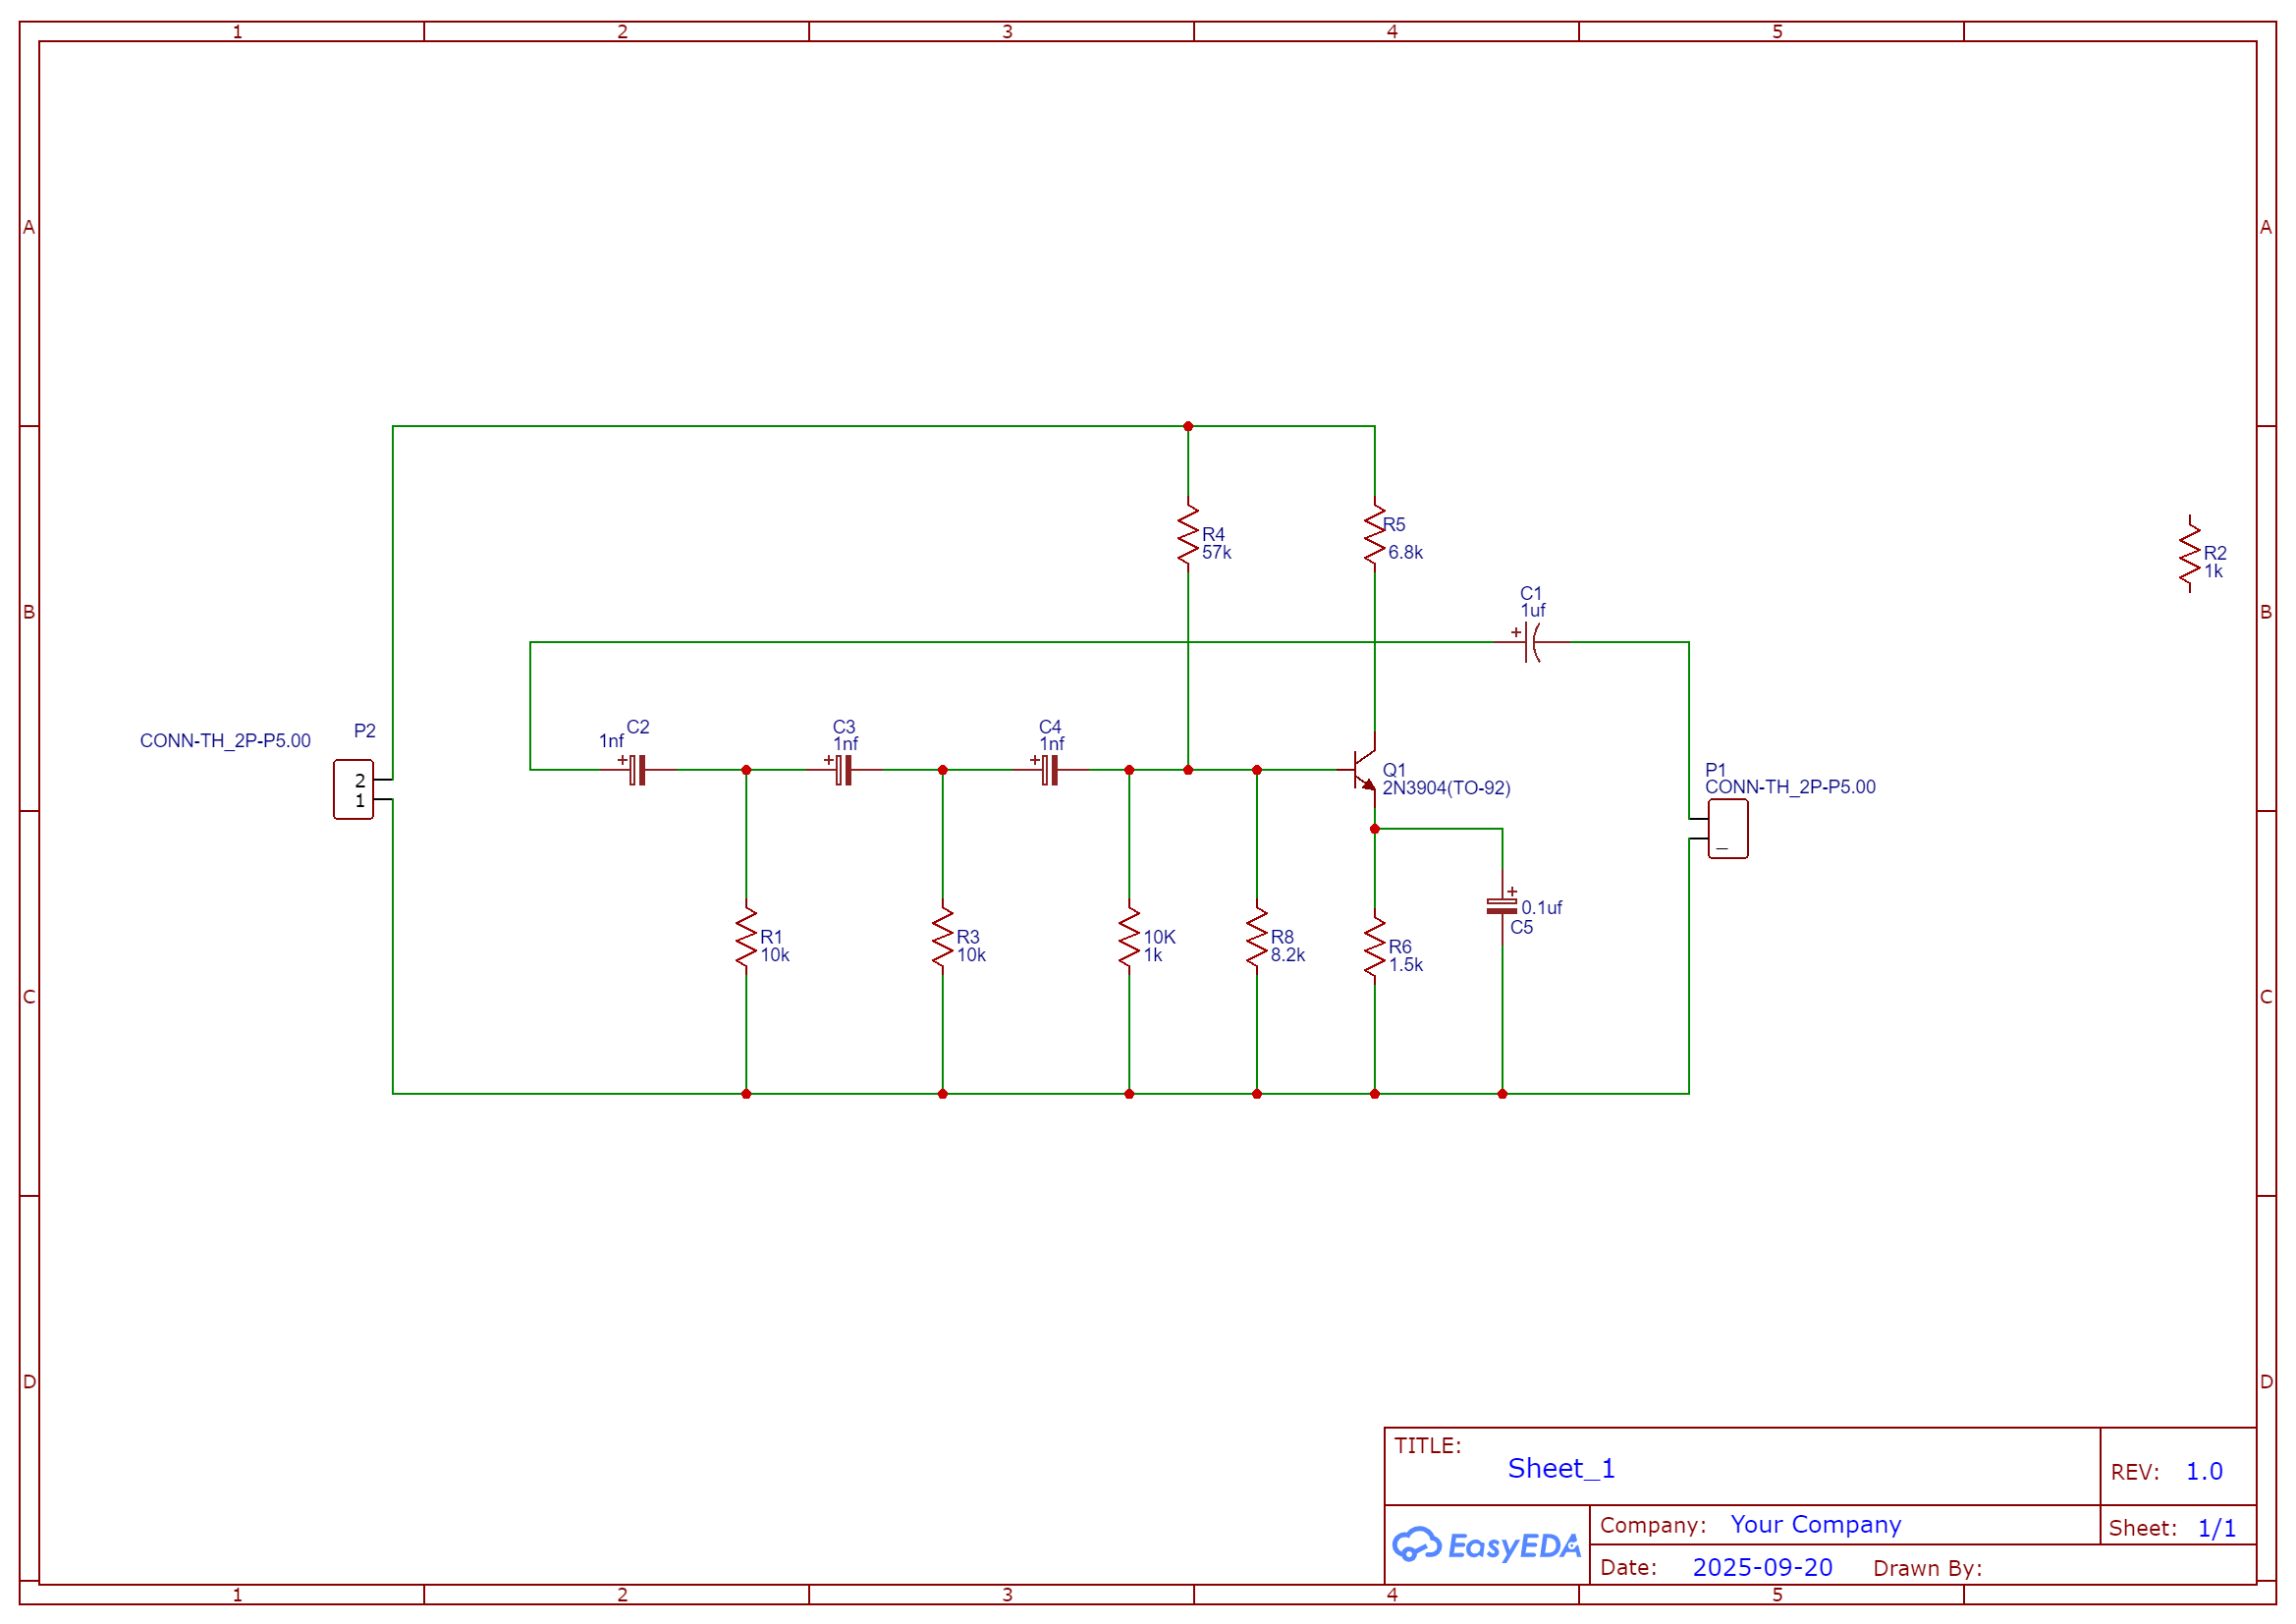 1 2 3 4 5
A A
R4
57k
R5
6.8k
R2
1k
B B
C1
1uf
+
CONN-TH_2P-P5.00
P2
2
1
C2
1nf
+
C3
1nf
+
C4
1nf
+
Q1
2N3904(TO-92)
P1
CONN-TH_2P-P5.00
+
0.1uf
C5
R1
10k
R3
10k
10K
1k
R8
8.2k
R6
1.5k
C C
D D
TITLE:
Sheet_1
REV: 1.0
EasyEDA
Company: Your Company
Sheet: 1/1
Date: 2025-09-20 Drawn By:
1 2 3 4 5